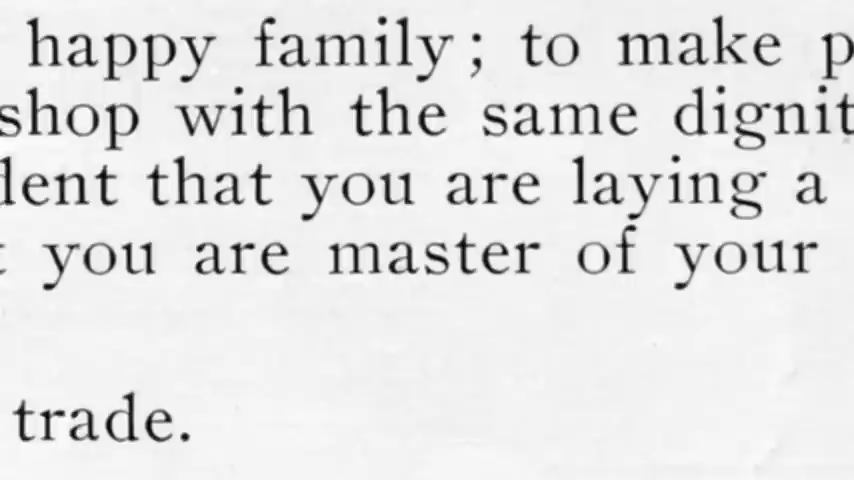 happy family; to make p
shop with the same dignit
dent that you are laying a
t you are master of your
trade.